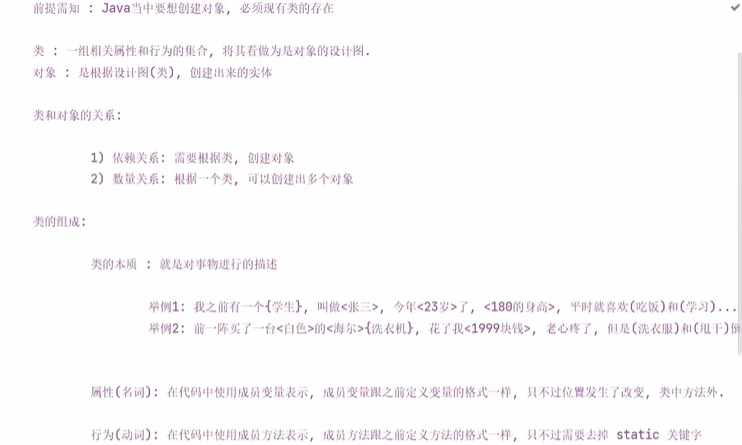 前提需知 : Java当中要想创建对象, 必须现有类的存在
类 : 一组相关属性和行为的集合, 将其看做为是对象的设计图.
对象 : 是根据设计图(类), 创建出来的实体
类和对象的关系:
1) 依赖关系: 需要根据类, 创建对象
2) 数量关系: 根据一个类, 可以创建出多个对象
类的组成:
类的本质 : 就是对事物进行的描述
举例1: 我之前有一个{学生}, 叫做<张三>, 今年<23岁>了, <180的身高>, 平时就喜欢(吃饭)和(学习)...
举例2: 前一阵买了一台<白色>的<海尔>{洗衣机}, 花了我<1999块钱>, 老心疼了, 但是(洗衣服)和(甩干)倒
属性(名词): 在代码中使用成员变量表示, 成员变量跟之前定义变量的格式一样, 只不过位置发生了改变, 类中方法外.
行为(动词): 在代码中使用成员方法表示, 成员方法跟之前定义方法的格式一样, 只不过需要去掉 static 关键字